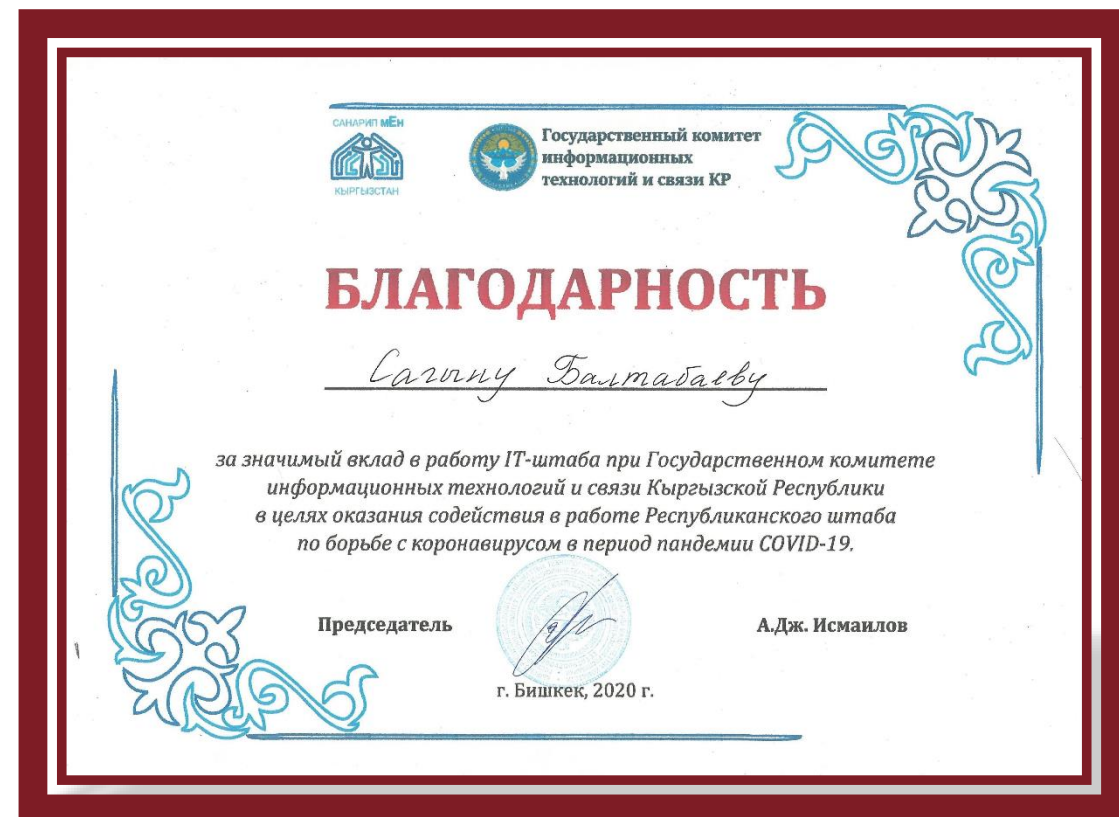 САНАРИП МЕН
КЫРГЫЗСТАН
Государственный комитет
информационных
технологий и связи КР
БЛАГОДАРНОСТЬ
Сагыну Балтабаеву
за значимый вклад в работу IT-штаба при Государственном комитете
информационных технологий и связи Кыргызской Республики
в целях оказания содействия в работе Республиканского штаба
по борьбе с коронавирусом в период пандемии COVID-19.
Председатель
А.Дж. Исмаилов
г. Бишкек, 2020 г.